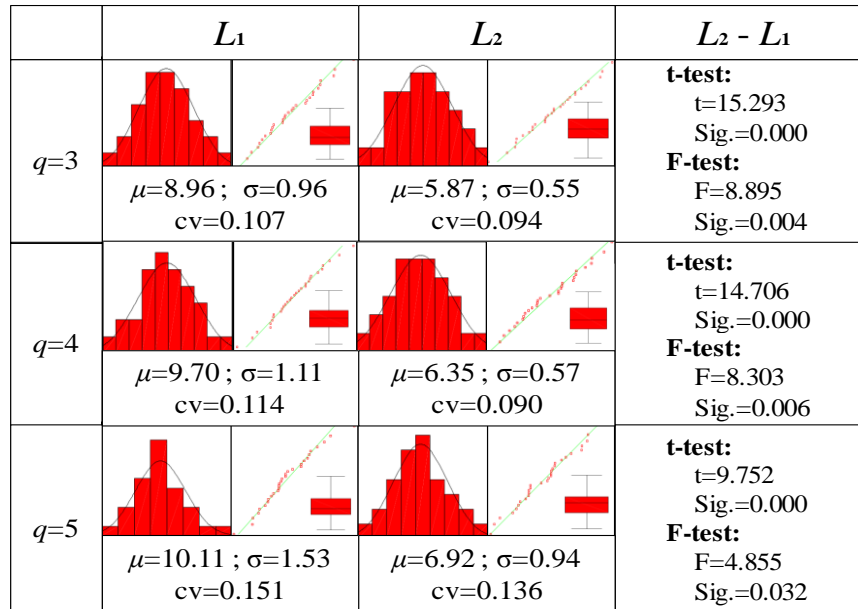 L1 L2 L2 - L1
q=3
μ=8.96 ; σ=0.96
cv=0.107
μ=5.87 ; σ=0.55
cv=0.094
t-test:
t=15.293
Sig.=0.000
F-test:
F=8.895
Sig.=0.004
q=4
μ=9.70 ; σ=1.11
cv=0.114
μ=6.35 ; σ=0.57
cv=0.090
t-test:
t=14.706
Sig.=0.000
F-test:
F=8.303
Sig.=0.006
q=5
μ=10.11 ; σ=1.53
cv=0.151
μ=6.92 ; σ=0.94
cv=0.136
t-test:
t=9.752
Sig.=0.000
F-test:
F=4.855
Sig.=0.032